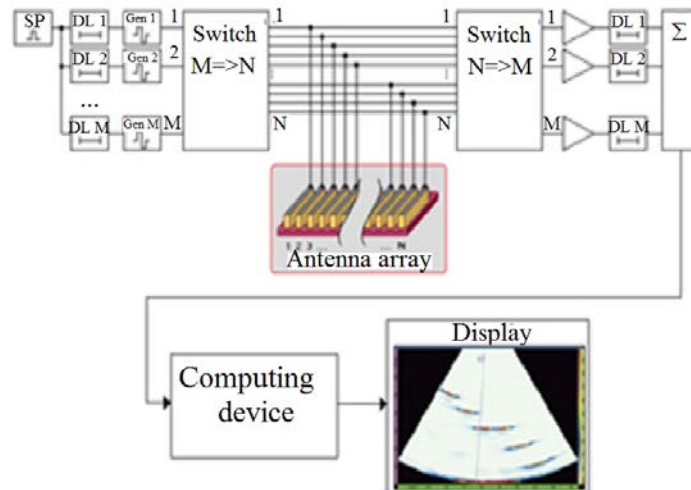 SP
DL 1
Gen 1
1
DL 2
Gen 2
2
...
DL M
Gen M
M
Switch
M=>N
1
N
1
N
Switch
N=>M
1
2
M
DL 1
DL 2
DL M
Σ
1 2 3 ... ... N
Antenna array
Computing
device
Display